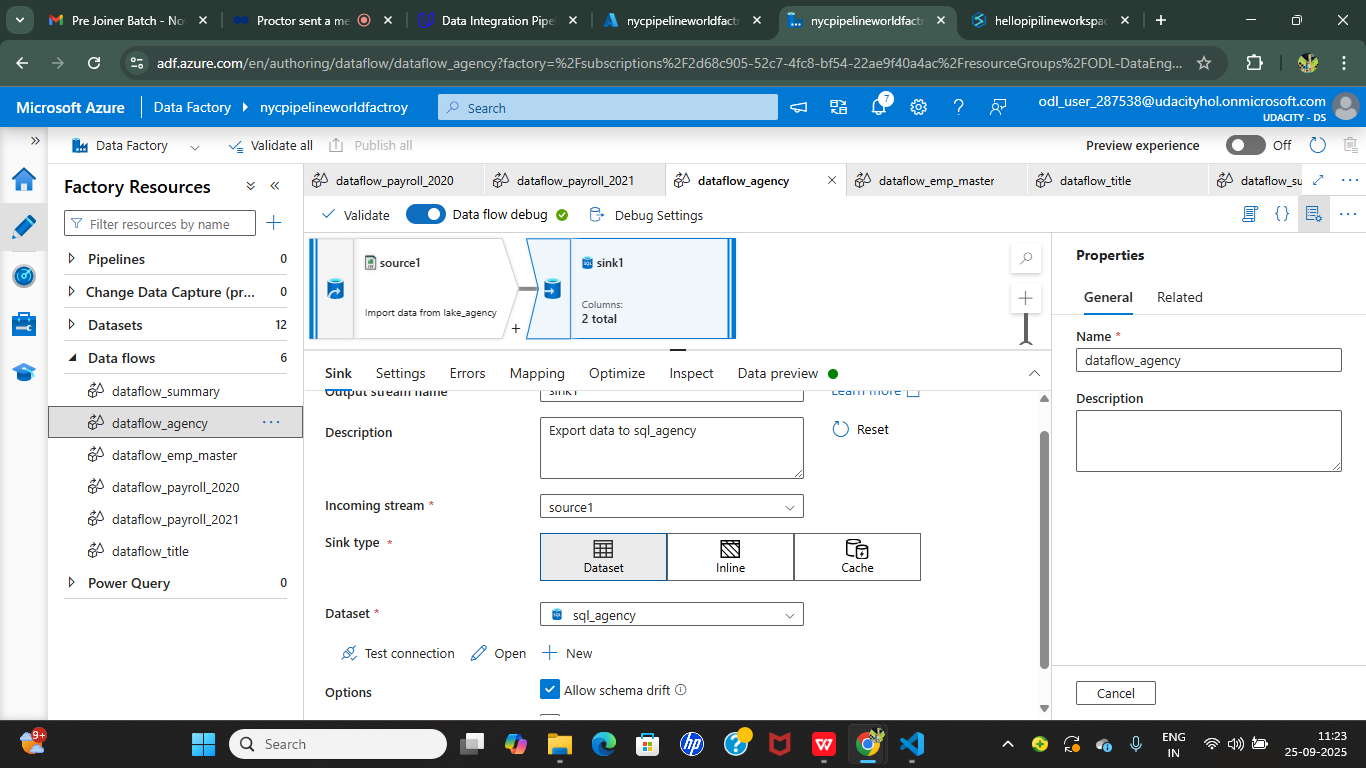 Pre Joiner Batch - No
Proctor sent a me
Data Integration Pipe
nycpipelineworldfact
nycpipelineworldfact
hellopipilineworkspa
adf.azure.com/en/authoring/dataflow/dataflow_agency?factory=%2Fsubscriptions%2F2d68c905-52c7-4fc8-bf54-22ae9f40a4ac%2FresourceGroups%2FODL-DataEng...
Microsoft Azure
Data Factory
nycpipelineworldfactroy
Search
7
odl_user_287538@udacityhol.onmicrosoft.com
UDACITY - DS
Data Factory
Validate all
Publish all
Preview experience
Off
Factory Resources
Filter resources by name
Pipelines 0
Change Data Capture (pr... 0
Datasets 12
Data flows 6
dataflow_summary
dataflow_agency
dataflow_emp_master
dataflow_payroll_2020
dataflow_payroll_2021
dataflow_title
Power Query 0
dataflow_payroll_2020
dataflow_payroll_2021
dataflow_agency
dataflow_emp_master
dataflow_title
dataflow_su
Validate
Data flow debug
Debug Settings
source1
Import data from lake_agency
sink1
Columns:
2 total
Sink
Settings
Errors
Mapping
Optimize
Inspect
Data preview
Output stream name
sink1
Learn more
Description
Export data to sql_agency
Reset
Incoming stream *
source1
Sink type *
Dataset
Inline
Cache
Dataset *
sql_agency
Test connection
Open
New
Options
Allow schema drift
Properties
General
Related
Name *
dataflow_agency
Description
Cancel
9+
Search
ENG
IN
11:23
25-09-2025